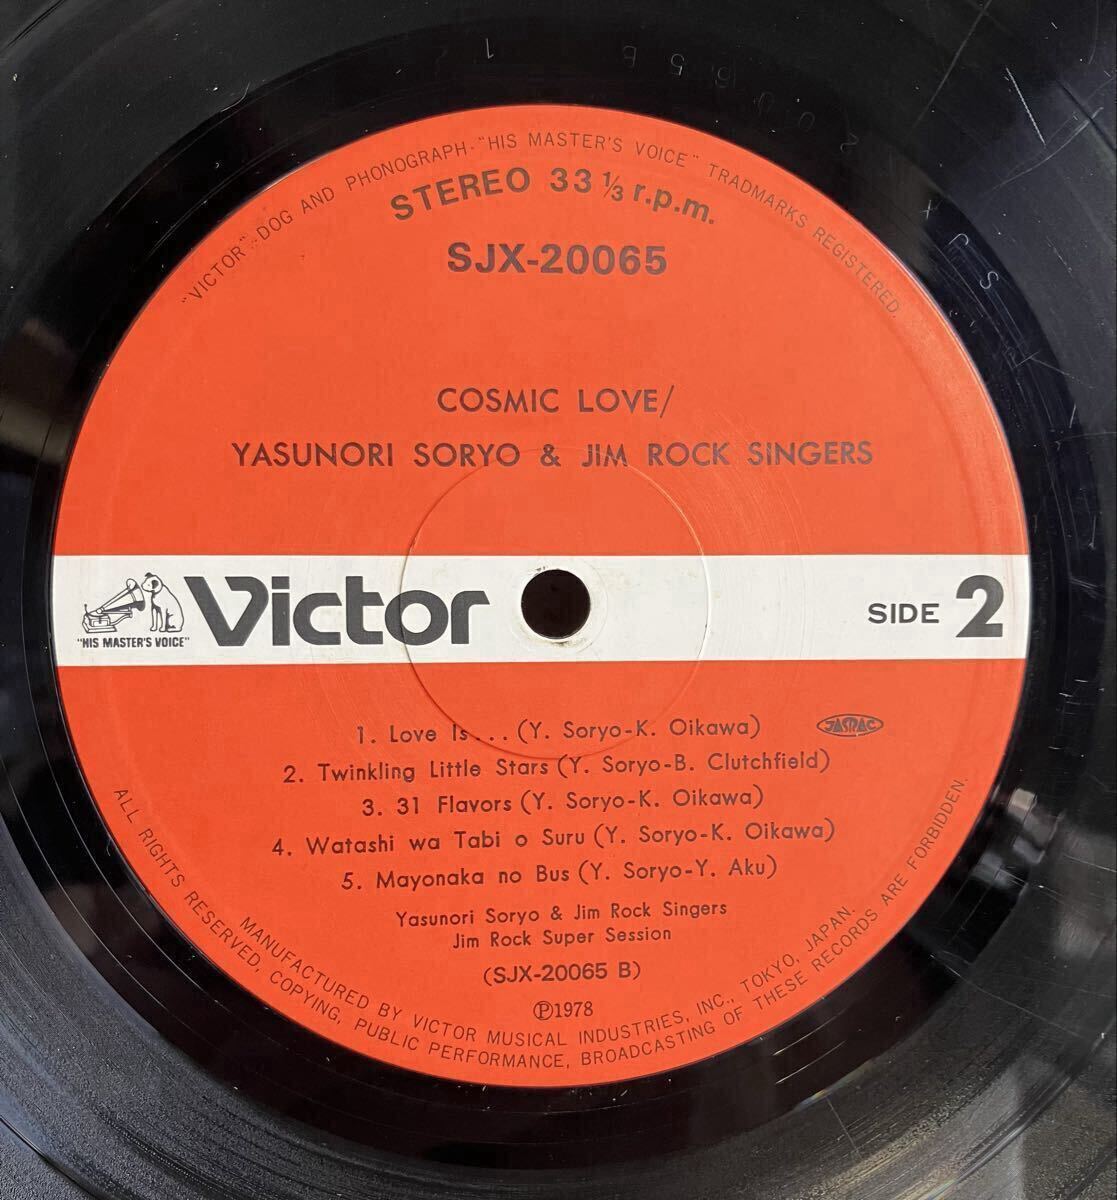 "VICTOR"-DOG AND PHONOGRAPH-"HIS MASTER'S VOICE" TRADMARKS REGISTERED.
STEREO 33 1/3 r.p.m.
SJX-20065
COSMIC LOVE/
YASUNORI SORYO & JIM ROCK SINGERS
"HIS MASTER'S VOICE"
Victor
SIDE 2
1. Love Is... (Y. Soryo-K. Oikawa)
JASRAC
2. Twinkling Little Stars (Y. Soryo-B. Clutchfield)
3. 31 Flavors (Y. Soryo-K. Oikawa)
4. Watashi wa Tabi o Suru (Y. Soryo-K. Oikawa)
5. Mayonaka no Bus (Y. Soryo-Y. Aku)
Yasunori Soryo & Jim Rock Singers
Jim Rock Super Session
(SJX-20065 B)
Ⓟ1978
MANUFACTURED BY VICTOR MUSICAL INDUSTRIES, INC., TOKYO, JAPAN.
ALL RIGHTS RESERVED, COPYING, PUBLIC PERFORMANCE, BROADCASTING OF THESE RECORDS ARE FORBIDDEN.